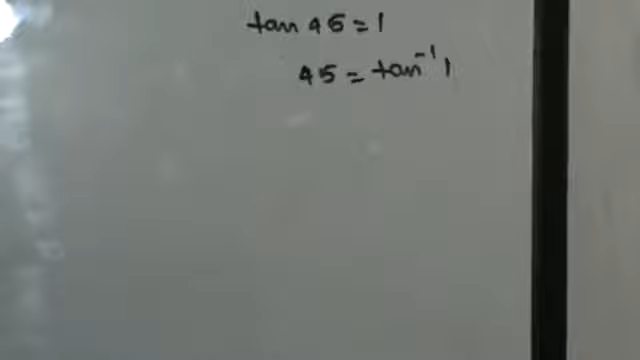 tan 45 = 1
45 = tan⁻¹ 1